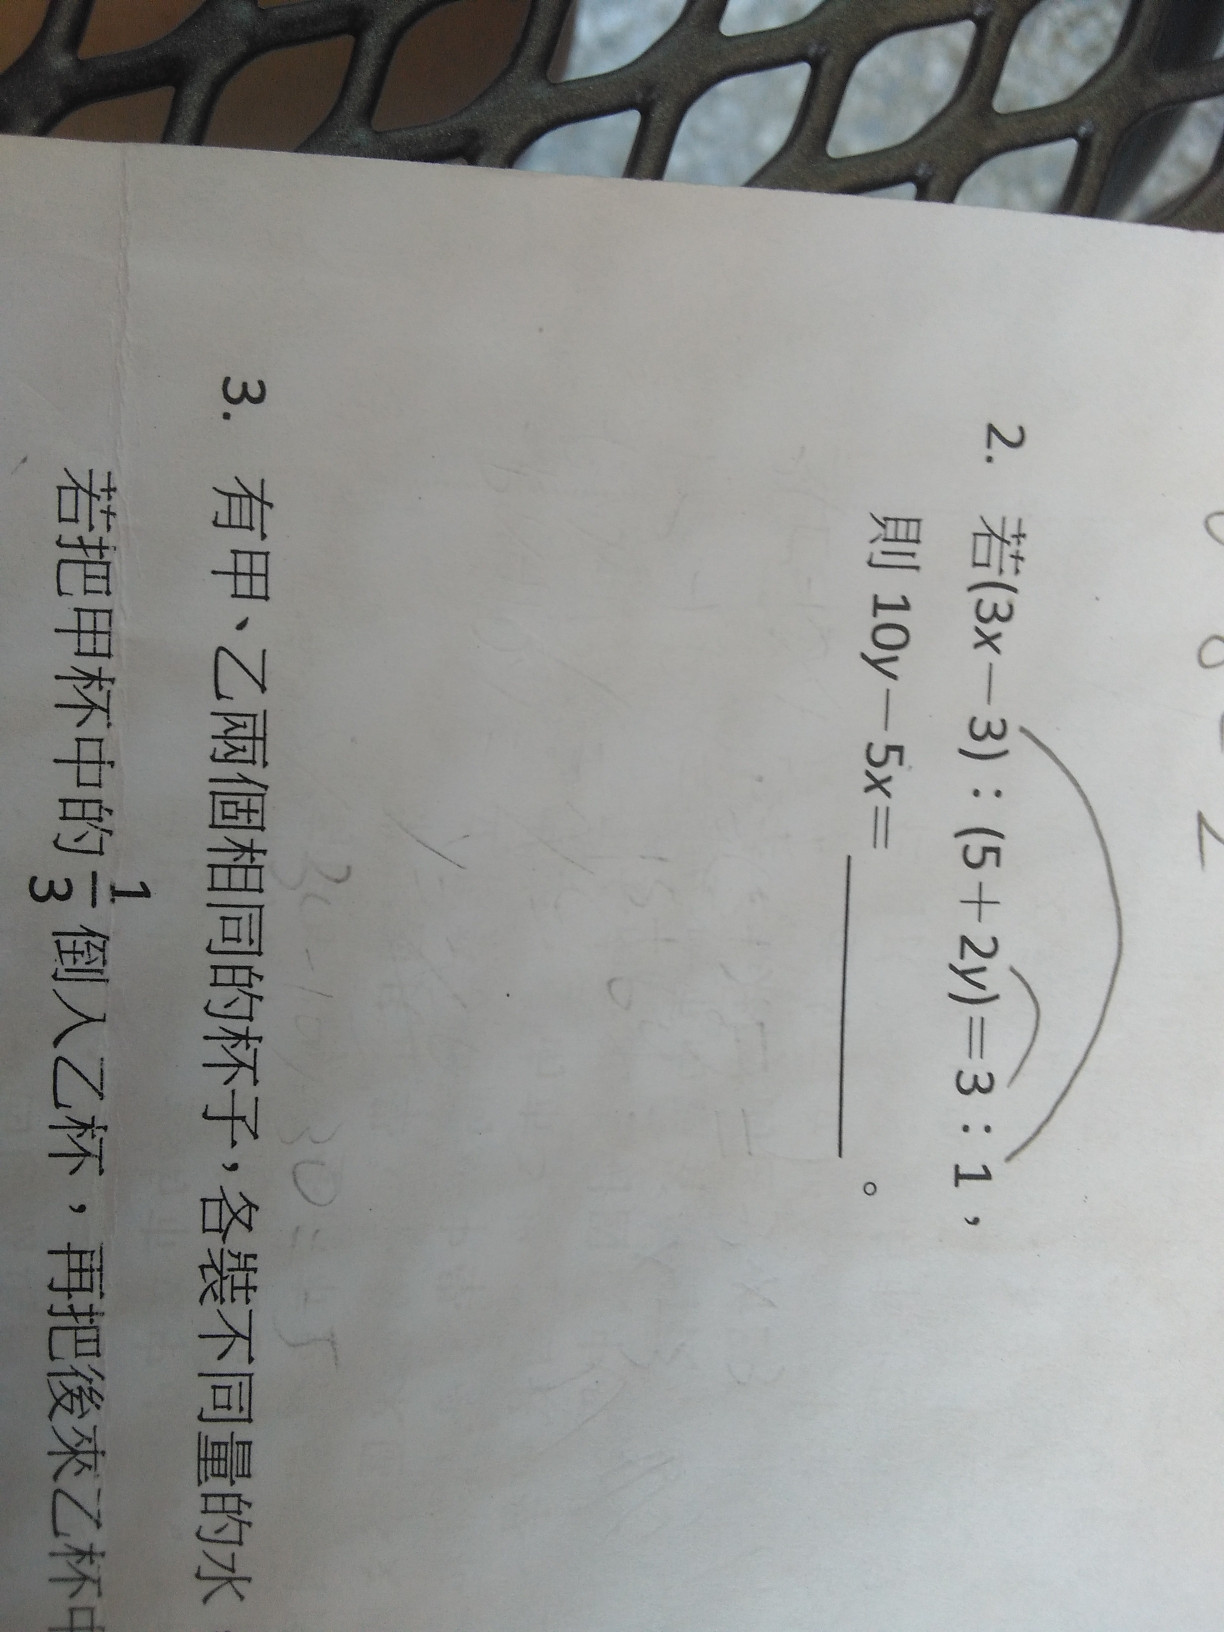 2. 若(3x－3)：(5＋2y)＝3：1，
則 10y－5x＝＿＿＿＿。
3. 有甲、乙兩個相同的杯子，各裝不同量的水
若把甲杯中的 1/3 倒入乙杯，再把後來乙杯中